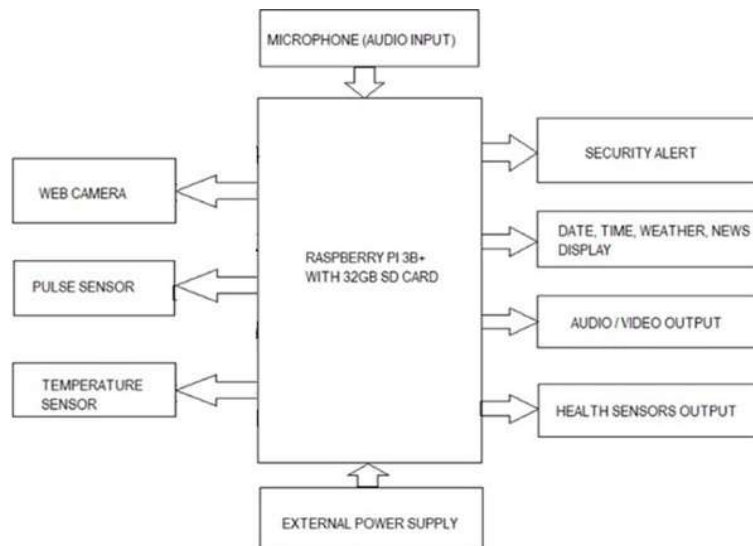 MICROPHONE (AUDIO INPUT)
WEB CAMERA
PULSE SENSOR
TEMPERATURE
SENSOR
RASPBERRY PI 3B+
WITH 32GB SD CARD
SECURITY ALERT
DATE, TIME, WEATHER, NEWS
DISPLAY
AUDIO / VIDEO OUTPUT
HEALTH SENSORS OUTPUT
EXTERNAL POWER SUPPLY